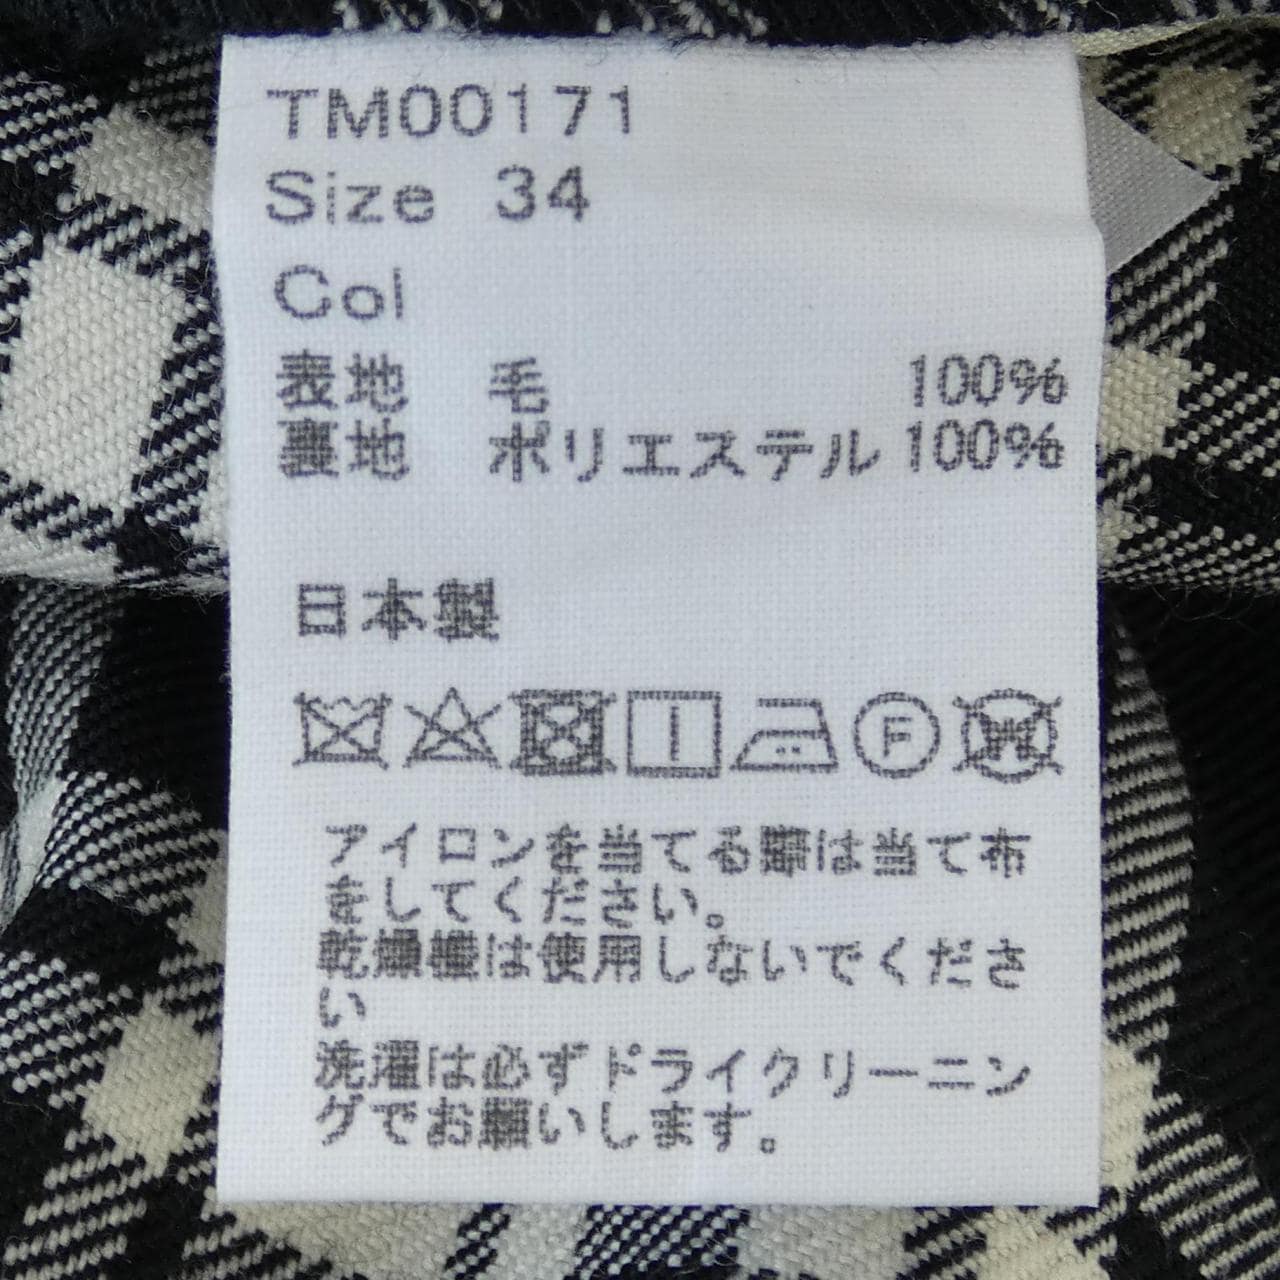 TM00171
Size 34
Col
表地 毛 100%
裏地 ポリエステル 100%
日本製
F
W
アイロンを当てる際は当て布
をしてください。
乾燥機は使用しないでくださ
い
洗濯は必ずドライクリーニン
グでお願いします。